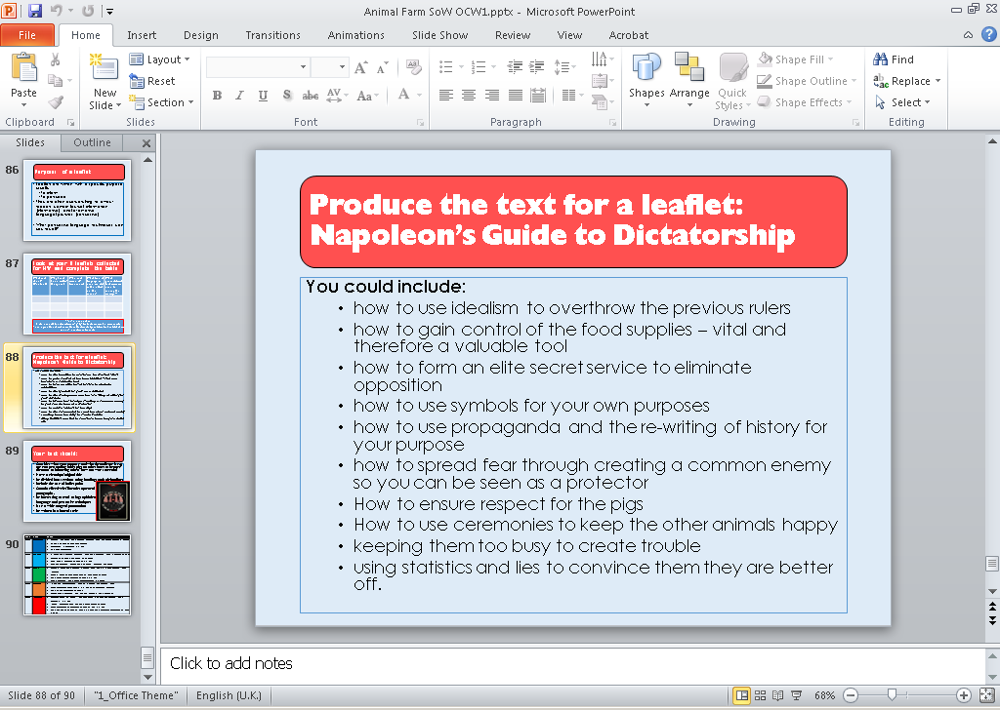 Animal Farm SoW OCW1.pptx - Microsoft PowerPoint
File Home Insert Design Transitions Animations Slide Show Review View Acrobat
Paste
New Slide
Layout
Reset
Section
B I U S abc AV Aa A
Shapes
Arrange
Quick Styles
Shape Fill
Shape Outline
Shape Effects
Find
Replace
Select
Clipboard Slides Font Paragraph Drawing Editing
Slides Outline
86
Purpose of a leaflet
87
Look at your 3 leaflets collected
for HW and complete the table
88
Produce the text for a leaflet:
Napoleon's Guide to Dictatorship
89
Your text should:
90
Produce the text for a leaflet:
Napoleon’s Guide to Dictatorship
You could include:
• how to use idealism to overthrow the previous rulers
• how to gain control of the food supplies – vital and
therefore a valuable tool
• how to form an elite secret service to eliminate
opposition
• how to use symbols for your own purposes
• how to use propaganda and the re-writing of history for
your purpose
• how to spread fear through creating a common enemy
so you can be seen as a protector
• How to ensure respect for the pigs
• How to use ceremonies to keep the other animals happy
• keeping them too busy to create trouble
• using statistics and lies to convince them they are better
off.
Click to add notes
Slide 88 of 90 "1_Office Theme" English (U.K.) 68%